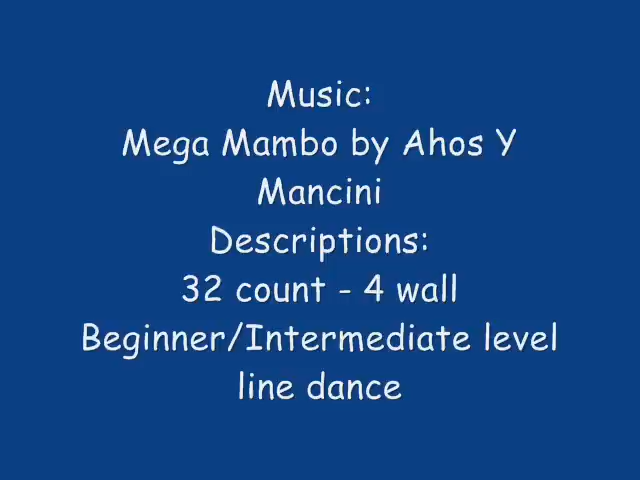 Music:
Mega Mambo by Ahos Y
Mancini
Descriptions:
32 count - 4 wall
Beginner/Intermediate level
line dance